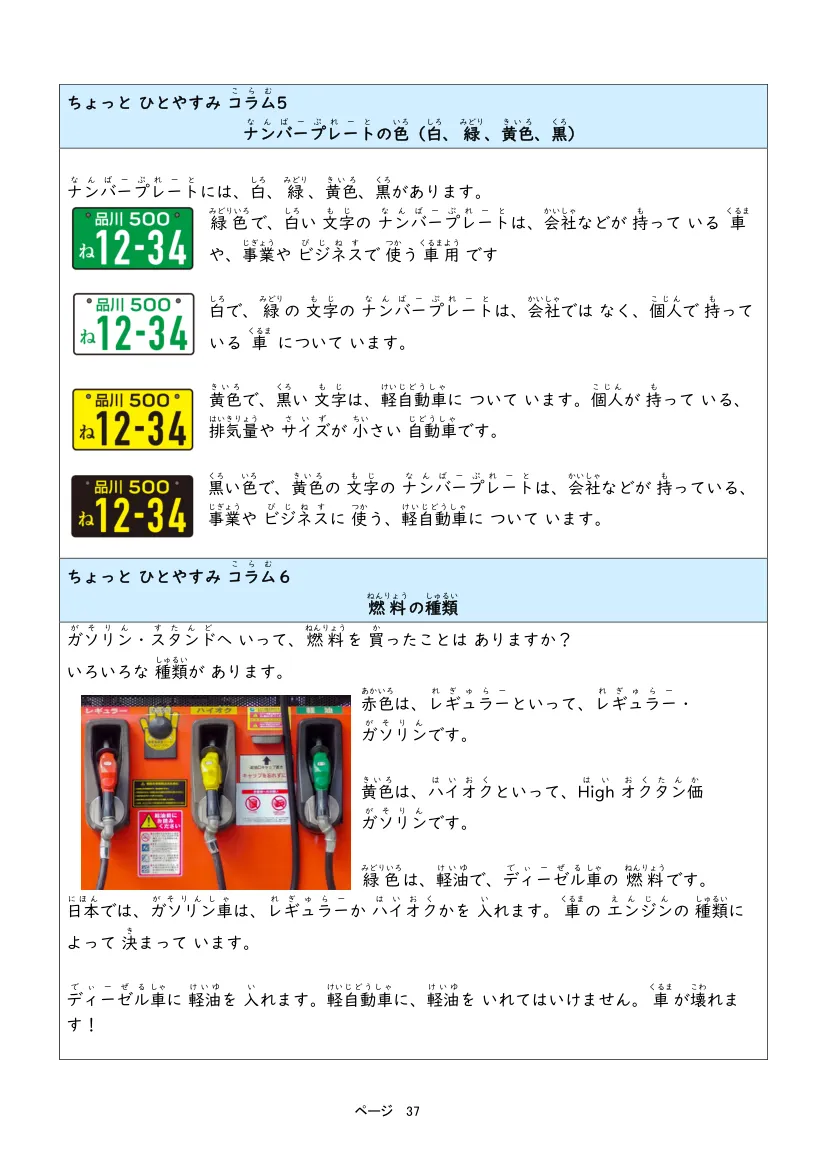 ちょっと ひとやすみ コラム5
ナンバープレートの色（白、緑、黄色、黒）
ナンバープレートには、白、緑、黄色、黒があります。
品川 500
ね 12-34
緑色で、白い 文字の ナンバープレートは、会社などが 持って いる 車
や、事業や ビジネスで 使う 車用 です
品川 500
ね 12-34
白で、緑の 文字の ナンバープレートは、会社では なく、個人で 持って
いる 車 について います。
品川 500
ね 12-34
黄色で、黒い 文字は、軽自動車に ついて います。個人が 持って いる、
排気量や サイズが 小さい 自動車です。
品川 500
ね 12-34
黒い色で、黄色の 文字の ナンバープレートは、会社などが 持っている、
事業や ビジネスに 使う、軽自動車に ついて います。
ちょっと ひとやすみ コラム6
燃料の種類
ガソリン・スタンドへ いって、燃料を 買ったことは ありますか？
いろいろな 種類が あります。
レギュラー
ハイオク
軽油
キャップを忘れずに
給油前に
お読み
ください
赤色は、レギュラーといって、レギュラー・
ガソリンです。
黄色は、ハイオクといって、High オクタン価
ガソリンです。
緑色は、軽油で、ディーゼル車の 燃料です。
日本では、ガソリン車は、レギュラーか ハイオクかを 入れます。車の エンジンの 種類に
よって 決まって います。
ディーゼル車に 軽油を 入れます。軽自動車に、軽油を いれてはいけません。車が壊れま
す！
ページ 37